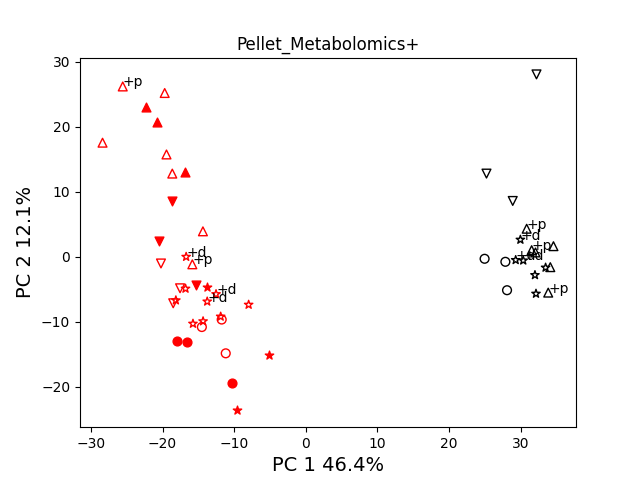 Pellet_Metabolomics+
30
20
10
0
−10
−20
PC 2 12.1%
+p
+d
+p
+d
+d
+p
+d
+p
+d
+p
−30
−20
−10
0
10
20
30
PC 1 46.4%